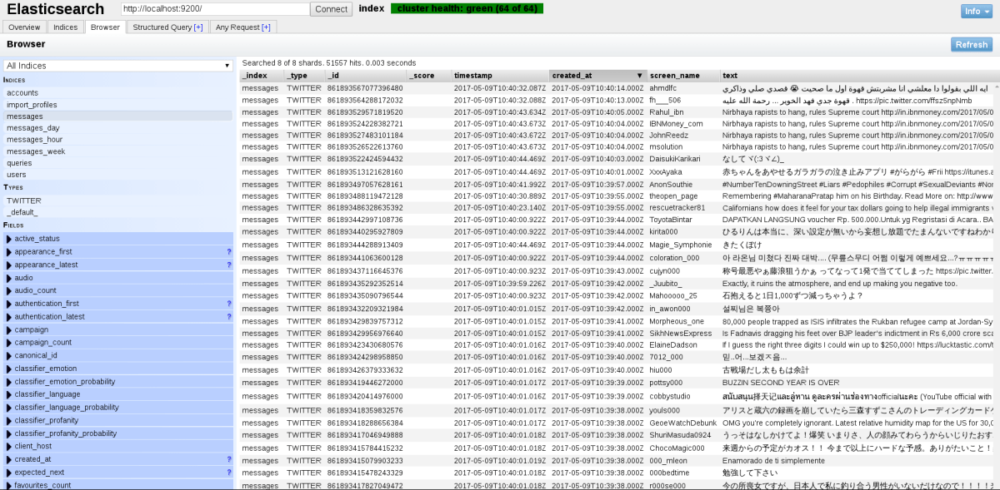 Elasticsearch http://localhost:9200/ Connect index cluster health: green (64 of 64) Info
Overview Indices Browser Structured Query [+] Any Request [+]
Browser Refresh
All Indices
INDICES
accounts
import_profiles
messages
messages_day
messages_hour
messages_week
queries
users
TYPES
TWITTER
_default_
FIELDS
active_status
appearance_first ?
appearance_latest ?
audio
audio_count
authentication_first ?
authentication_latest ?
campaign
campaign_count
canonical_id
classifier_emotion
classifier_emotion_probability
classifier_language
classifier_language_probability
classifier_profanity
classifier_profanity_probability
client_host
created_at ?
expected_next ?
favourites_count
Searched 8 of 8 shards. 51557 hits. 0.003 seconds
_index _type _id _score timestamp created_at ▼ screen_name text
messages TWITTER 861893567077396480 2017-05-09T10:40:32.087Z 2017-05-09T10:40:14.000Z ahmdlfc ايه اللي بقولوا دا معلشي انا مشربتش قهوة اول ما صحيت 😂 قصدي صلي وذاكري
messages TWITTER 861893564288172032 2017-05-09T10:40:32.088Z 2017-05-09T10:40:13.000Z fh___506 قهوة جدي فهد الخوير ... رحمة الله عليه . https://pic.twitter.com/ffsz5npNmb
messages TWITTER 861893529571819520 2017-05-09T10:40:43.634Z 2017-05-09T10:40:05.000Z Rahul_ibn Nirbhaya rapists to hang, rules Supreme court http://in.ibnmoney.com/2017/05/0
messages TWITTER 861893524228382721 2017-05-09T10:40:43.673Z 2017-05-09T10:40:04.000Z IBNMoney_com Nirbhaya rapists to hang, rules Supreme court http://in.ibnmoney.com/2017/05/0
messages TWITTER 861893527483101184 2017-05-09T10:40:43.672Z 2017-05-09T10:40:04.000Z JohnReedz Nirbhaya rapists to hang, rules Supreme court http://in.ibnmoney.com/2017/05/0
messages TWITTER 861893526522613760 2017-05-09T10:40:43.673Z 2017-05-09T10:40:04.000Z msolution Nirbhaya rapists to hang, rules Supreme court http://in.ibnmoney.com/2017/05/0
messages TWITTER 861893522424594432 2017-05-09T10:40:44.469Z 2017-05-09T10:40:03.000Z DaisukiKarikari なしてヾ(:3ヾ∠)_
messages TWITTER 861893513121628160 2017-05-09T10:40:44.469Z 2017-05-09T10:40:01.000Z XxxAyaka 赤ちゃんをあやせるガラガラの泣き止みアプリ #がらがら #Frii https://itunes.a
messages TWITTER 861893497057628161 2017-05-09T10:40:41.992Z 2017-05-09T10:39:57.000Z AnonSouthie #NumberTenDowningStreet #Liars #Pedophiles #Corrupt #SexualDeviants #Nor
messages TWITTER 861893488119472128 2017-05-09T10:40:30.889Z 2017-05-09T10:39:55.000Z theopen_page Remembering #MaharanaPratap him on his Birthday. Read More on: http://www
messages TWITTER 861893486328635392 2017-05-09T10:40:23.140Z 2017-05-09T10:39:55.000Z rescuetracker81 Californians how does it feel for your tax dollars going to help illegal immigrants v
messages TWITTER 861893442997108736 2017-05-09T10:40:00.922Z 2017-05-09T10:39:45.000Z ToyotaBintar DAPATKAN LANGSUNG voucher Rp. 500.000.Untuk yg Regristasi di Acara.. BA
messages TWITTER 861893440295927809 2017-05-09T10:40:00.922Z 2017-05-09T10:39:44.000Z kirita000 ひるりんは本当に、深い設定が無いから妄想し放題でたまんないですねわかり
messages TWITTER 861893444288913409 2017-05-09T10:40:44.469Z 2017-05-09T10:39:44.000Z Magie_Symphonie きたくぽけ
messages TWITTER 861893441063600128 2017-05-09T10:40:00.922Z 2017-05-09T10:39:44.000Z coloration_000 아 라온님 미쳤다 진짜 대박.... (무릎스무디 어쩜 이렇게 예쁘세요...?ㅠㅠㅠㅠㅠ
messages TWITTER 861893437116645376 2017-05-09T10:40:00.923Z 2017-05-09T10:39:43.000Z cujyn000 称号最悪やぁ藤浪狙うかぁ ってなって1発で当ててしまった https://pic.twitter.
messages TWITTER 861893435292352514 2017-05-09T10:39:59.226Z 2017-05-09T10:39:42.000Z _Juubito_ Exactly, it ruins the atmosphere, and end up making you negative too.
messages TWITTER 861893435090796544 2017-05-09T10:40:00.923Z 2017-05-09T10:39:42.000Z Mahooooo_25 石抱えると1日1,000ずつ減っちゃうよ？
messages TWITTER 861893432209321984 2017-05-09T10:40:01.015Z 2017-05-09T10:39:42.000Z in_awon000 설찌님은 복쭝아
messages TWITTER 861893429839757312 2017-05-09T10:40:01.015Z 2017-05-09T10:39:41.000Z Morpheous_one 80,000 people trapped as ISIS infiltrates the Rukban refugee camp at Jordan-Sy
messages TWITTER 861893429956976640 2017-05-09T10:40:01.015Z 2017-05-09T10:39:41.000Z SikhNewsExpress Is Fadnavis dragging his feet over BJP leader's indictment in Rs 6,000 crore sca
messages TWITTER 861893423430680576 2017-05-09T10:40:01.016Z 2017-05-09T10:39:40.000Z ElaineDadson If I guess the right three digits I could win up to $250,000! https://lucktastic.com/t
messages TWITTER 861893424298958850 2017-05-09T10:40:01.016Z 2017-05-09T10:39:40.000Z 7012_000 믿..어...보겠ㅈ음...
messages TWITTER 861893426379333632 2017-05-09T10:40:01.015Z 2017-05-09T10:39:40.000Z hiu000 古戦場だし太ももは余計
messages TWITTER 861893419446272000 2017-05-09T10:40:01.017Z 2017-05-09T10:39:39.000Z pottsy000 BUZZIN SECOND YEAR IS OVER
messages TWITTER 861893420414976000 2017-05-09T10:40:01.016Z 2017-05-09T10:39:39.000Z cobbystudio สนับสนุน择天记และลู่หาน ดูละครผ่านช่องทางofficialนะคะ (YouTube official with
messages TWITTER 861893418359832576 2017-05-09T10:40:01.017Z 2017-05-09T10:39:38.000Z youls000 アリスと蔵六の録画を崩していたら三森すずこさんのトレーディングカードペ
messages TWITTER 861893418288656384 2017-05-09T10:40:01.017Z 2017-05-09T10:39:38.000Z GeoeWatchDebunk OMG you're completely ignorant. Latest relative humidity map for the US for 30,0
messages TWITTER 861893417046949888 2017-05-09T10:40:01.018Z 2017-05-09T10:39:38.000Z ShuriMasuda0924 うっそはなしかけてよ！爆笑 いまりさ、人の顔みてわらうからいじりたおす
messages TWITTER 861893415784415232 2017-05-09T10:40:01.018Z 2017-05-09T10:39:38.000Z ChocoMagic000 来週からの予定がカオス！！ 今まで以上にハードな予感。ありがたいこと！
messages TWITTER 861893415079903233 2017-05-09T10:40:01.019Z 2017-05-09T10:39:38.000Z 000_mleon Enamorado de ti simplemente
messages TWITTER 861893415478243329 2017-05-09T10:40:01.018Z 2017-05-09T10:39:38.000Z 000bedtime 勉強して下さい
messages TWITTER 861893417827049472 2017-05-09T10:40:01.017Z 2017-05-09T10:39:38.000Z r000se000 今の所喪女ですが、日本人で私に釣り合う男性がいないだけなので！！！！